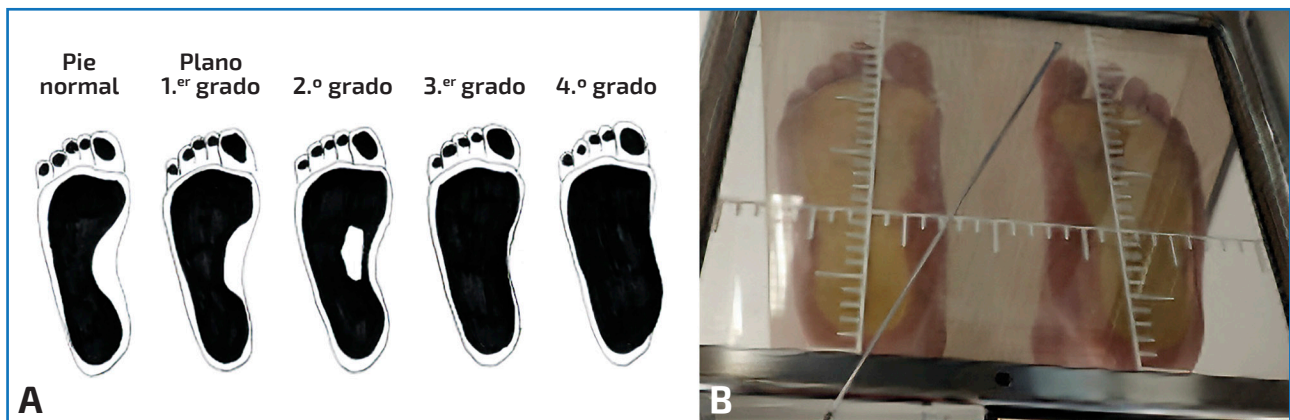 Pie normal
Plano 1.er grado
2.º grado
3.er grado
4.º grado
A
B